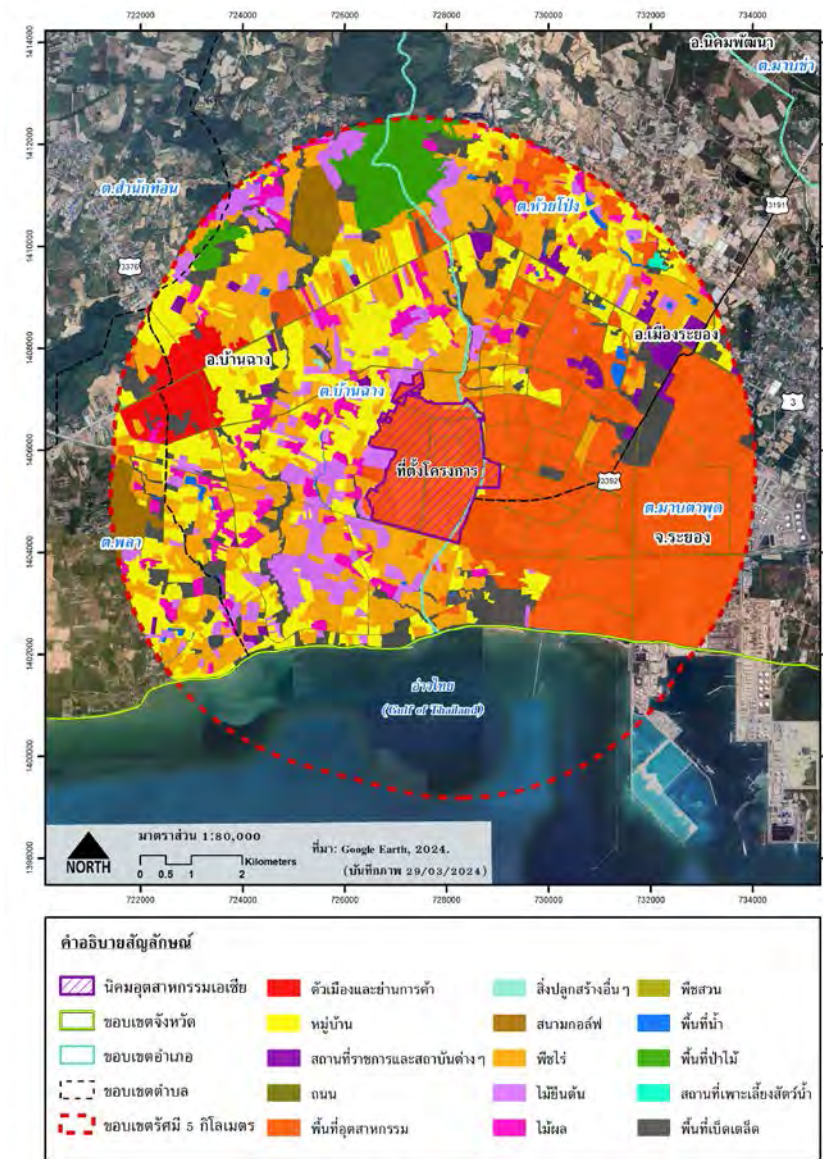 722000 724000 726000 728000 730000 732000 734000
1414000
1412000
1410000
1408000
1406000
1404000
1402000
1400000
1398000
อ.นิคมพัฒนา
ต.มาบข่า
ต.สำนักท้อน
ต.ห้วยโป่ง
3191
3376
อ.เมืองระยอง
อ.บ้านฉาง
ต.บ้านฉาง
3
ที่ตั้งโครงการ
3392
ต.มาบตาพุด
จ.ระยอง
ต.พลา
อ่าวไทย
(Gulf of Thailand)
NORTH
มาตราส่วน 1:80,000
0 0.5 1 2 Kilometers
ที่มา: Google Earth, 2024.
(บันทึกภาพ 29/03/2024)
722000 724000 726000 728000 730000 732000 734000
คำอธิบายสัญลักษณ์
นิคมอุตสาหกรรมเอเซีย
ขอบเขตจังหวัด
ขอบเขตอำเภอ
ขอบเขตตำบล
ขอบเขตรัศมี 5 กิโลเมตร
ตัวเมืองและย่านการค้า
หมู่บ้าน
สถานที่ราชการและสถาบันต่างๆ
ถนน
พื้นที่อุตสาหกรรม
สิ่งปลูกสร้างอื่นๆ
สนามกอล์ฟ
พืชไร่
ไม้ยืนต้น
ไม้ผล
พืชสวน
พื้นที่น้ำ
พื้นที่ป่าไม้
สถานที่เพาะเลี้ยงสัตว์น้ำ
พื้นที่เบ็ดเตล็ด